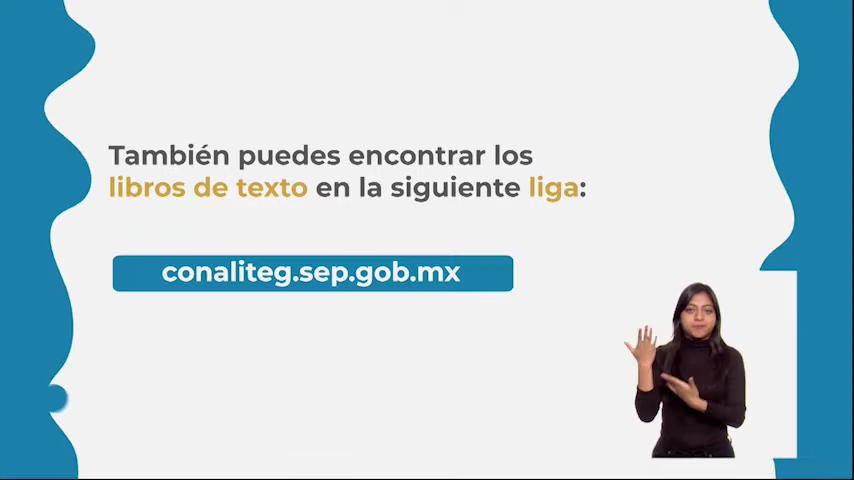 También puedes encontrar los
libros de texto en la siguiente liga:
conaliteg.sep.gob.mx